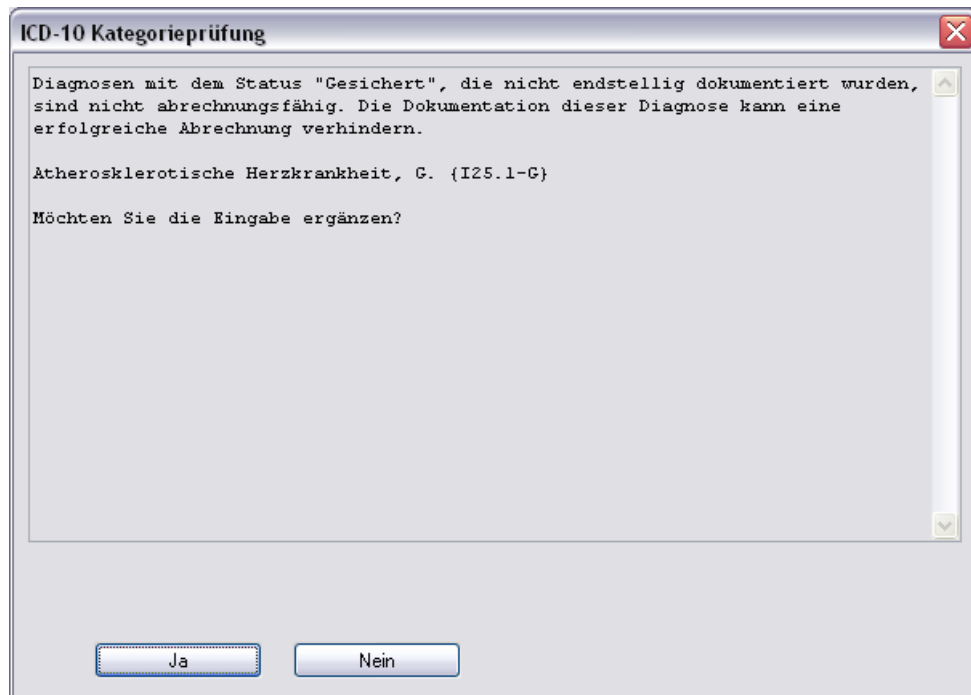 ICD-10 Kategorieprüfung
Diagnosen mit dem Status "Gesichert", die nicht endstellig dokumentiert wurden,
sind nicht abrechnungsfähig. Die Dokumentation dieser Diagnose kann eine
erfolgreiche Abrechnung verhindern.
Atherosklerotische Herzkrankheit, G. {I25.1-G}
Möchten Sie die Eingabe ergänzen?
Ja
Nein